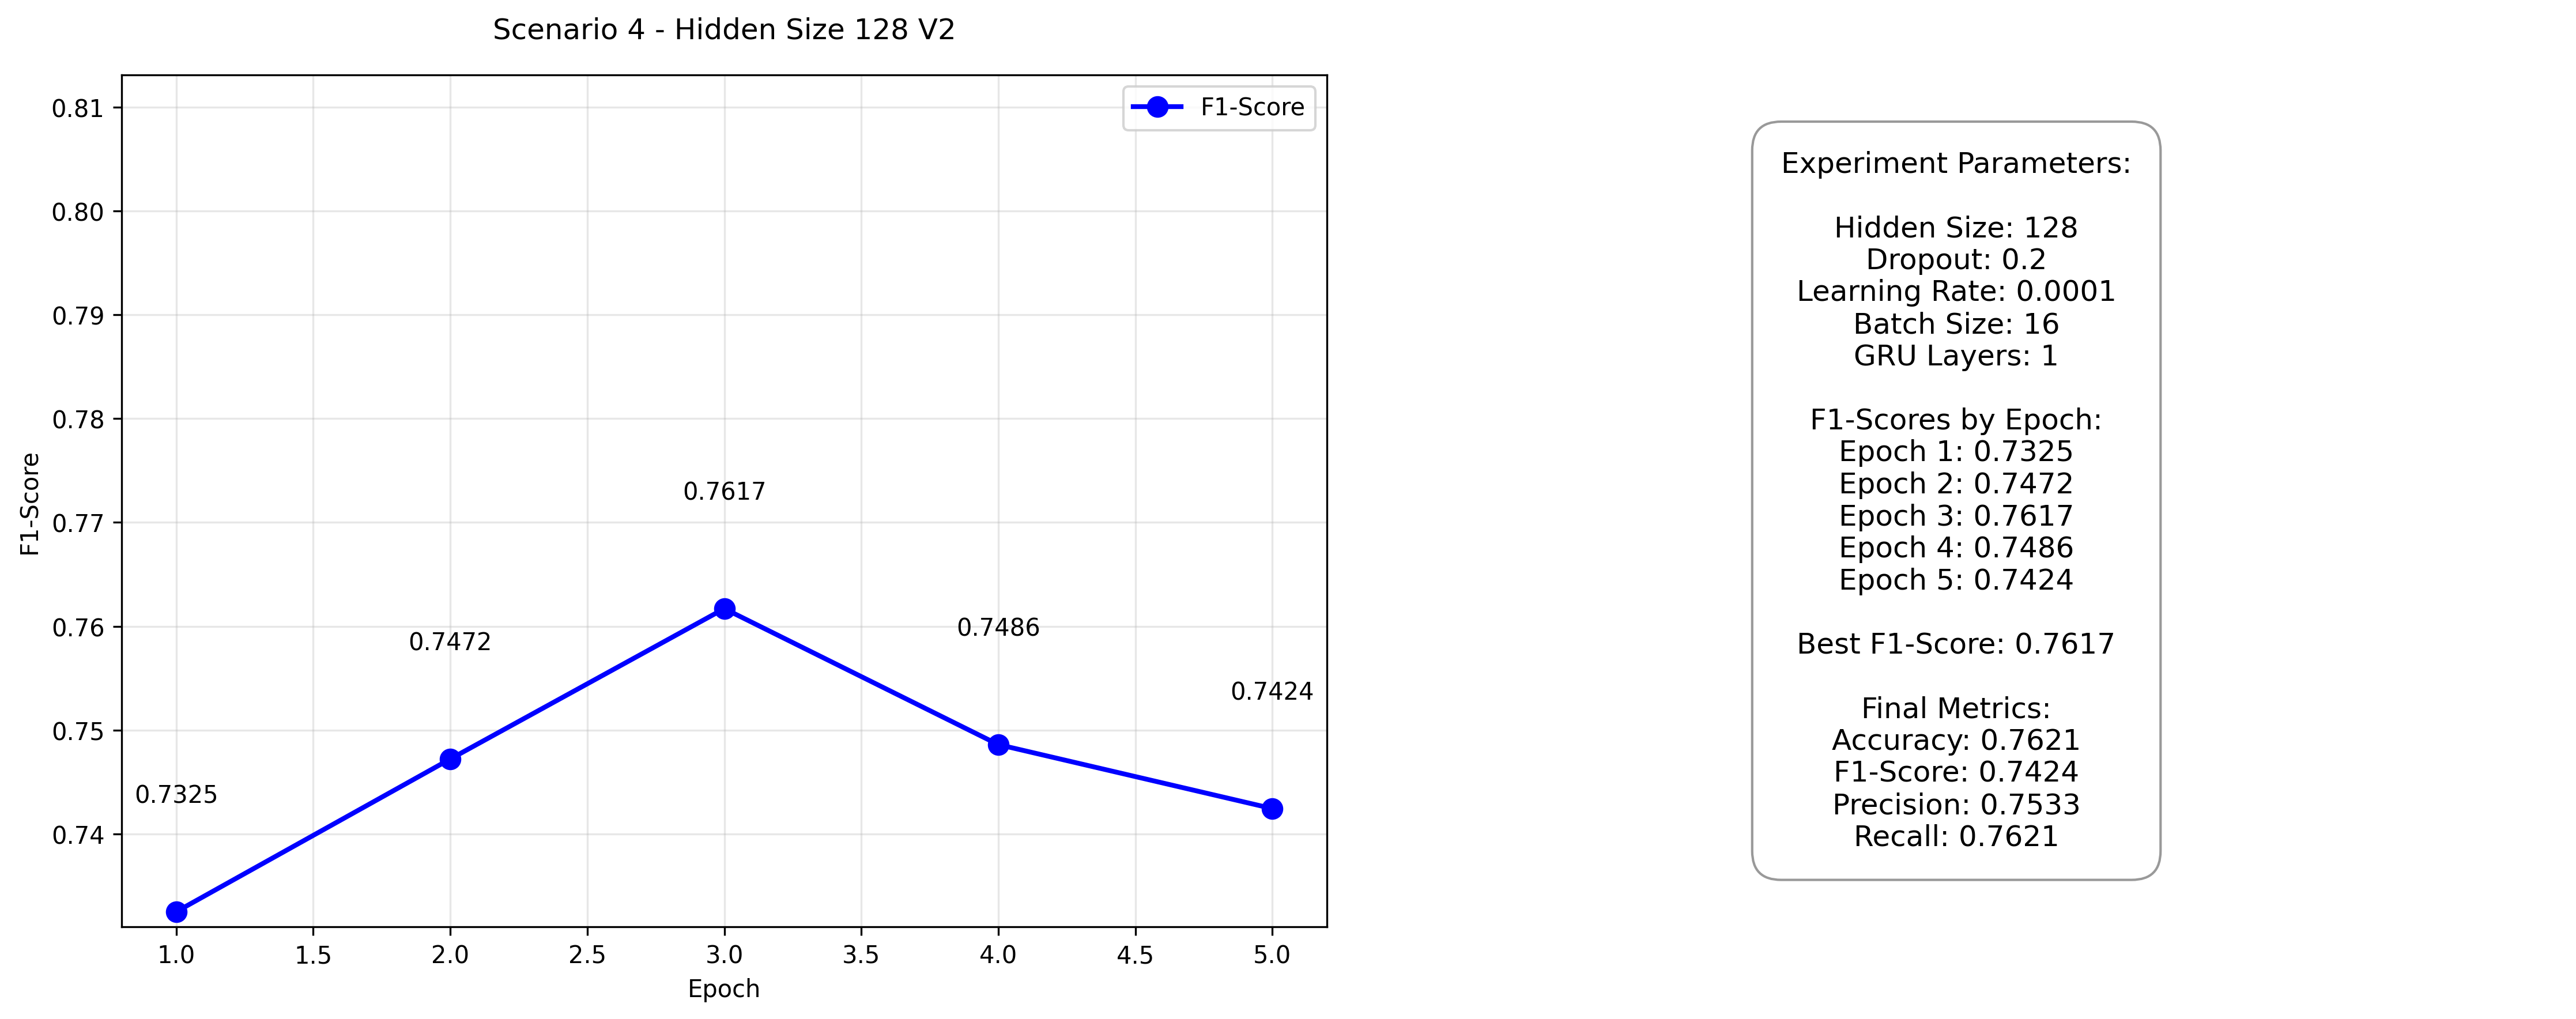 Scenario 4 - Hidden Size 128 V2
F1-Score
0.81
0.80
0.79
0.78
0.77
0.76
0.75
0.74
F1-Score
0.7325
0.7472
0.7617
0.7486
0.7424
1.0 1.5 2.0 2.5 3.0 3.5 4.0 4.5 5.0
Epoch
Experiment Parameters:
Hidden Size: 128
Dropout: 0.2
Learning Rate: 0.0001
Batch Size: 16
GRU Layers: 1
F1-Scores by Epoch:
Epoch 1: 0.7325
Epoch 2: 0.7472
Epoch 3: 0.7617
Epoch 4: 0.7486
Epoch 5: 0.7424
Best F1-Score: 0.7617
Final Metrics:
Accuracy: 0.7621
F1-Score: 0.7424
Precision: 0.7533
Recall: 0.7621